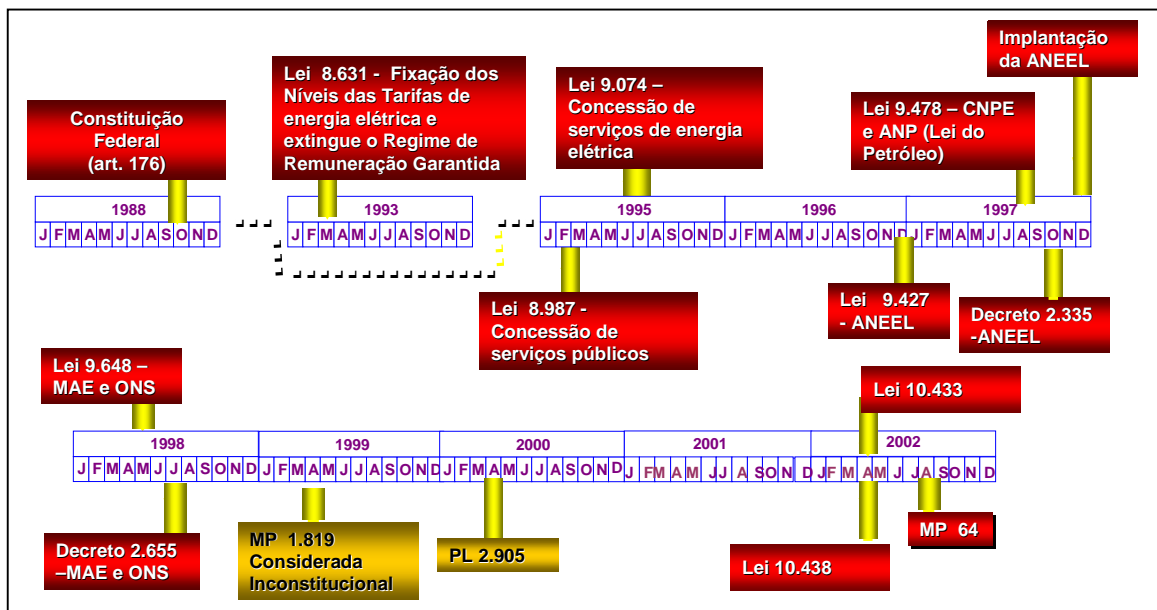 Implantação
da ANEEL
Lei 8.631 - Fixação dos
Níveis das Tarifas de
energia elétrica e
extingue o Regime de
Remuneração Garantida
Lei 9.074 –
Concessão de
serviços de energia
elétrica
Lei 9.478 – CNPE
e ANP (Lei do
Petróleo)
Constituição
Federal
(art. 176)
1988
1993
1995
1996
1997
J F M A M J J A S O N D
J F M A M J J A S O N D
J F M A M J J A S O N D
J F M A M J J A S O N D
J F M A M J J A S O N D
Lei 8.987 -
Concessão de
serviços públicos
Lei 9.427
- ANEEL
Decreto 2.335
-ANEEL
Lei 9.648 –
MAE e ONS
Lei 10.433
1998
1999
2000
2001
2002
J F M A M J J A S O N D
J F M A M J J A S O N D
J F M A M J J A S O N D
J F M A M J J A S O N D
J F M A M J J A S O N D
Decreto 2.655
–MAE e ONS
MP 1.819
Considerada
Inconstitucional
PL 2.905
Lei 10.438
MP 64